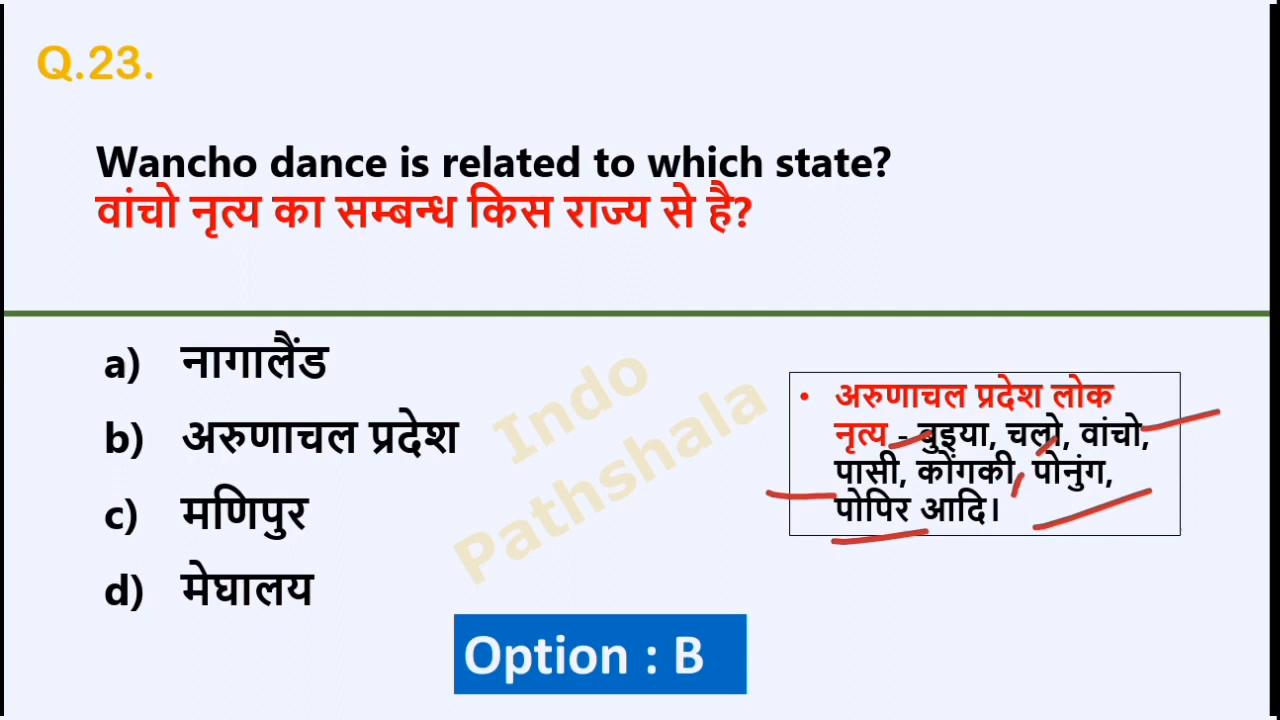 Q.23.
Wancho dance is related to which state?
वांचो नृत्य का सम्बन्ध किस राज्य से है?
a) नागालैंड
b) अरुणाचल प्रदेश
c) मणिपुर
d) मेघालय
• अरुणाचल प्रदेश लोक
नृत्य - बुइया, चलो, वांचो,
पासी, कोंगकी, पोनुंग,
पोपिर आदि।
Indo
Pathshala
Option : B